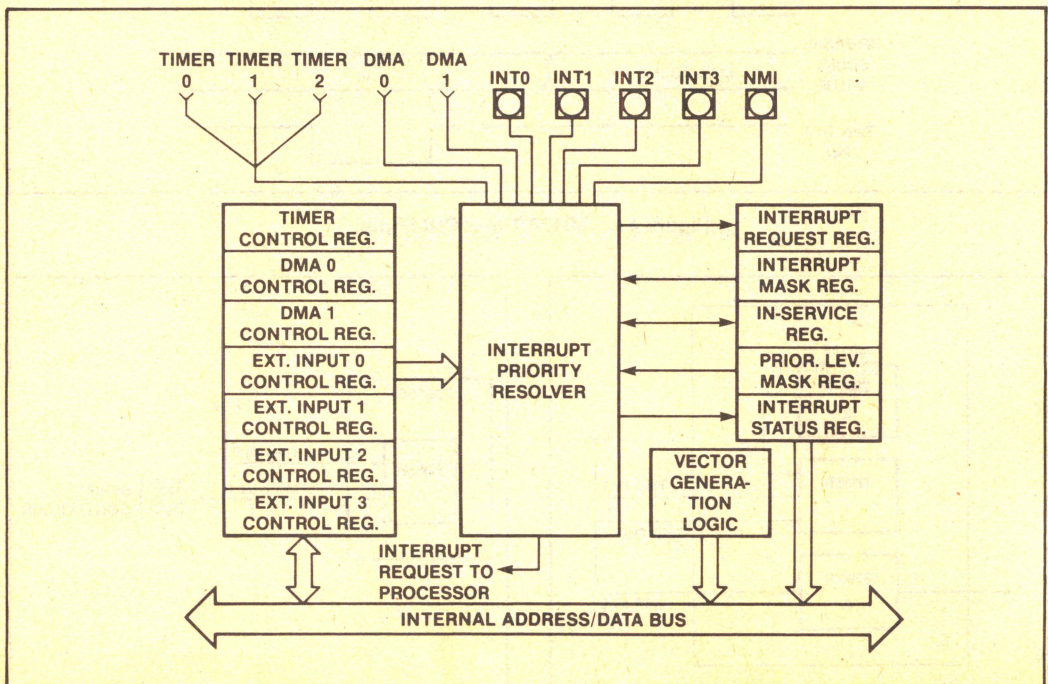 TIMER TIMER TIMER DMA DMA
0 1 2 0 1
INT0 INT1 INT2 INT3 NMI
TIMER
CONTROL REG.
DMA 0
CONTROL REG.
DMA 1
CONTROL REG.
EXT. INPUT 0
CONTROL REG.
EXT. INPUT 1
CONTROL REG.
EXT. INPUT 2
CONTROL REG.
EXT. INPUT 3
CONTROL REG.
INTERRUPT
PRIORITY
RESOLVER
INTERRUPT
REQUEST REG.
INTERRUPT
MASK REG.
IN-SERVICE
REG.
PRIOR. LEV.
MASK REG.
INTERRUPT
STATUS REG.
VECTOR
GENERA-
TION
LOGIC
INTERRUPT
REQUEST TO
PROCESSOR
INTERNAL ADDRESS/DATA BUS